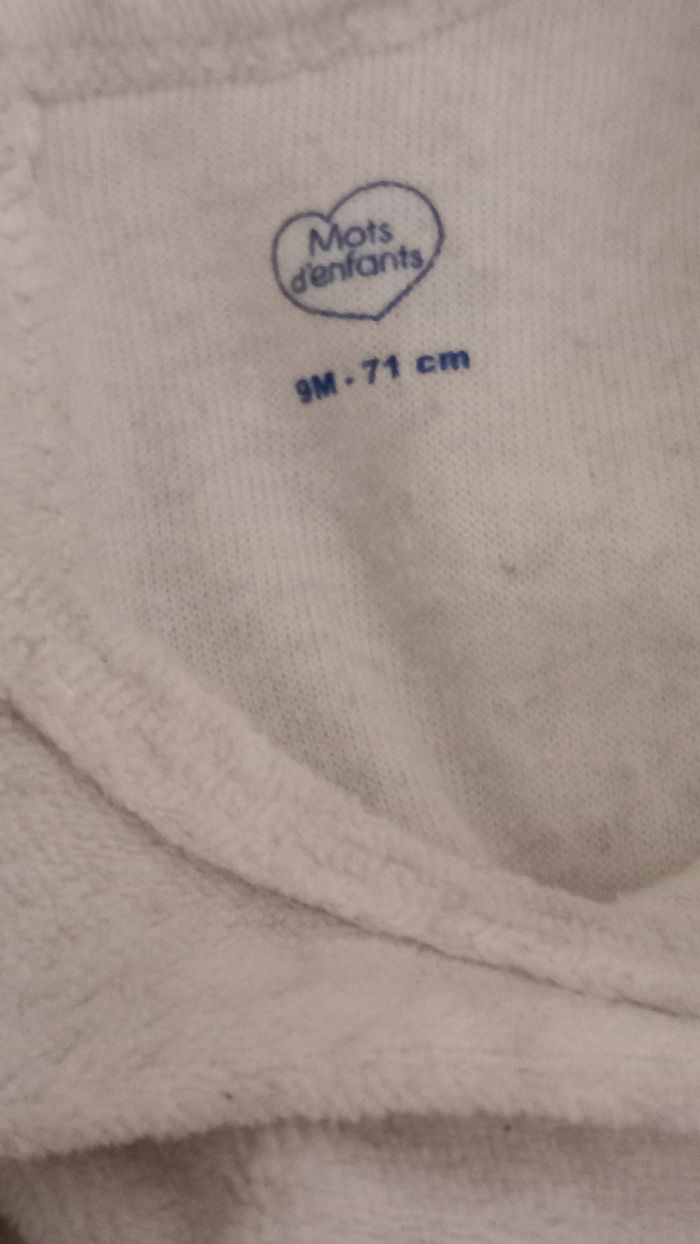 Mots
d'enfants
9M - 71 cm